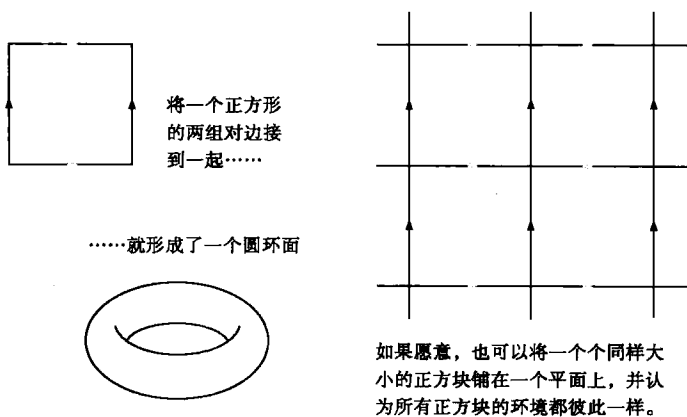 将一个正方形
的两组对边接
到一起……
……就形成了一个圆环面
如果愿意，也可以将一个个同样大
小的正方块铺在一个平面上，并认
为所有正方块的环境都彼此一样。